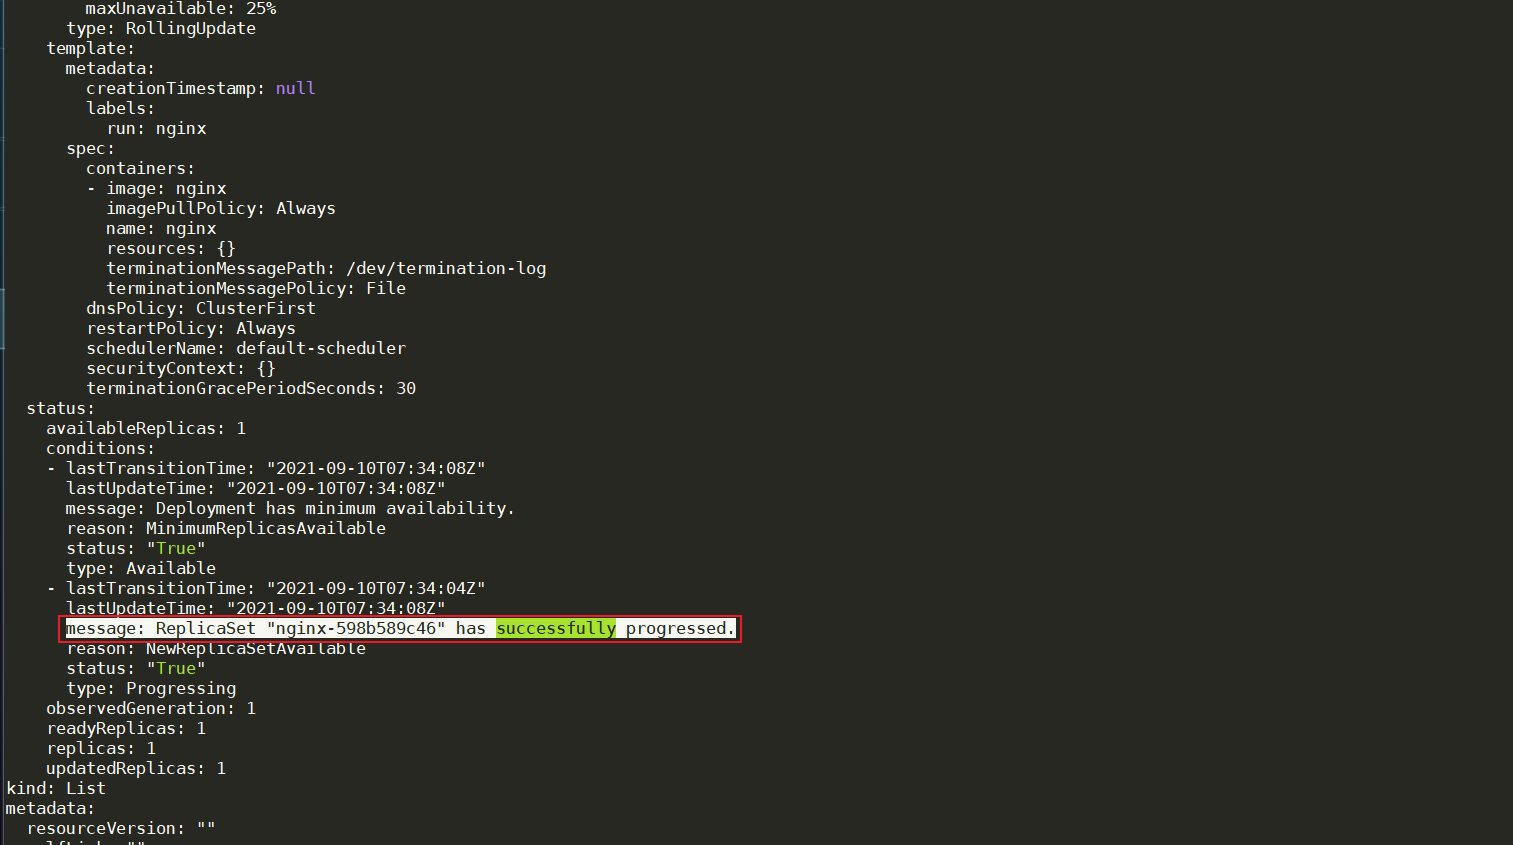 maxUnavailable: 25%
type: RollingUpdate
template:
metadata:
creationTimestamp: null
labels:
run: nginx
spec:
containers:
- image: nginx
imagePullPolicy: Always
name: nginx
resources: {}
terminationMessagePath: /dev/termination-log
terminationMessagePolicy: File
dnsPolicy: ClusterFirst
restartPolicy: Always
schedulerName: default-scheduler
securityContext: {}
terminationGracePeriodSeconds: 30
status:
availableReplicas: 1
conditions:
- lastTransitionTime: "2021-09-10T07:34:08Z"
lastUpdateTime: "2021-09-10T07:34:08Z"
message: Deployment has minimum availability.
reason: MinimumReplicasAvailable
status: "True"
type: Available
- lastTransitionTime: "2021-09-10T07:34:04Z"
lastUpdateTime: "2021-09-10T07:34:08Z"
message: ReplicaSet "nginx-598b589c46" has successfully progressed.
reason: NewReplicaSetAvailable
status: "True"
type: Progressing
observedGeneration: 1
readyReplicas: 1
replicas: 1
updatedReplicas: 1
kind: List
metadata:
resourceVersion: ""